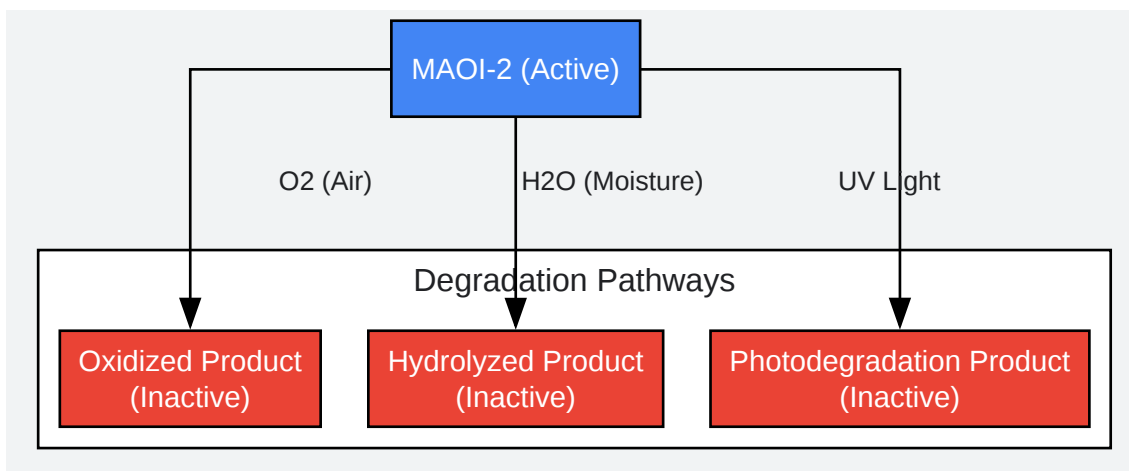 MAOI-2 (Active)
O2 (Air)
H2O (Moisture)
UV Light
Degradation Pathways
Oxidized Product
(Inactive)
Hydrolyzed Product
(Inactive)
Photodegradation Product
(Inactive)